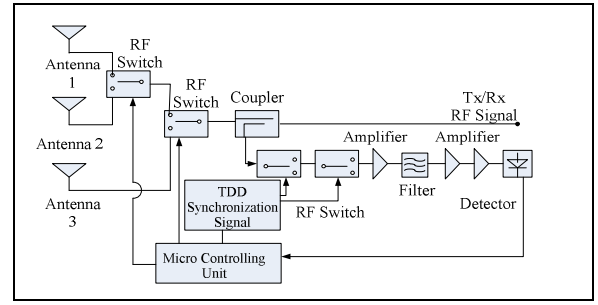 Antenna
1
RF
Switch
RF
Switch
Coupler
Tx/Rx
RF Signal
Antenna 2
Amplifier
Amplifier
Antenna
3
TDD
Synchronization
Signal
RF Switch
Filter
Detector
Micro Controlling
Unit